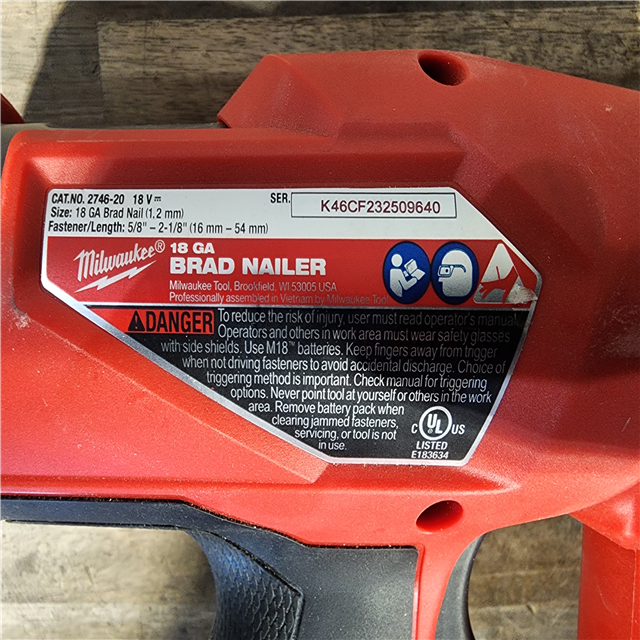 CAT.NO. 2746-20 18 V⎓ SER. K46CF232509640
Size: 18 GA Brad Nail (1,2 mm)
Fastener/Length: 5/8" – 2-1/8" (16 mm – 54 mm)
Milwaukee® 18 GA
BRAD NAILER
Milwaukee Tool, Brookfield, WI 53005 USA
Professionally assembled in Vietnam by Milwaukee Tool
DANGER To reduce the risk of injury, user must read operator's manual.
Operators and others in work area must wear safety glasses
with side shields. Use M18™ batteries. Keep fingers away from trigger
when not driving fasteners to avoid accidental discharge. Choice of
triggering method is important. Check manual for triggering
options. Never point tool at yourself or others in the work
area. Remove battery pack when
clearing jammed fasteners,
servicing, or tool is not
in use.
C UL US
LISTED
E183634